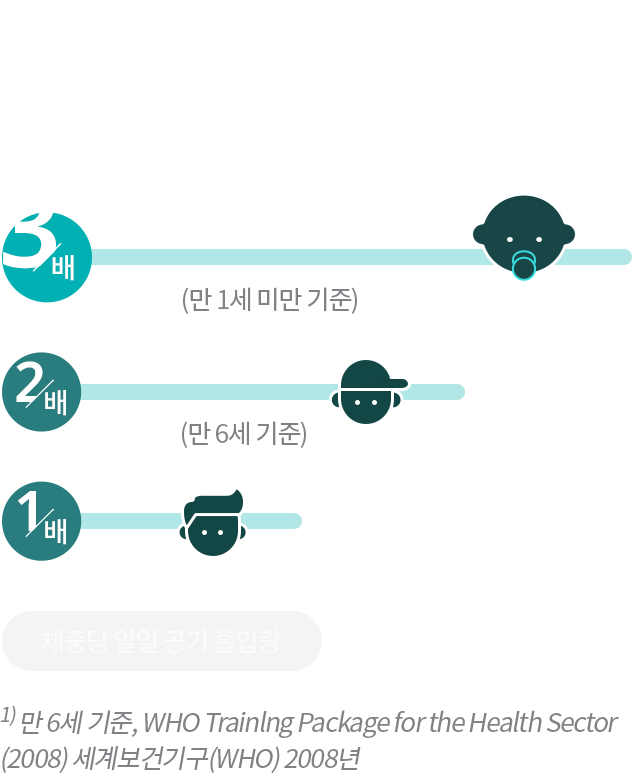 3/배
(만 1세 미만 기준)
2/배
(만 6세 기준)
1/배
체중당 일일 공기 흡입량
1) 만 6세 기준, WHO Trainlng Package for the Health Sector
(2008) 세계보건기구(WHO) 2008년